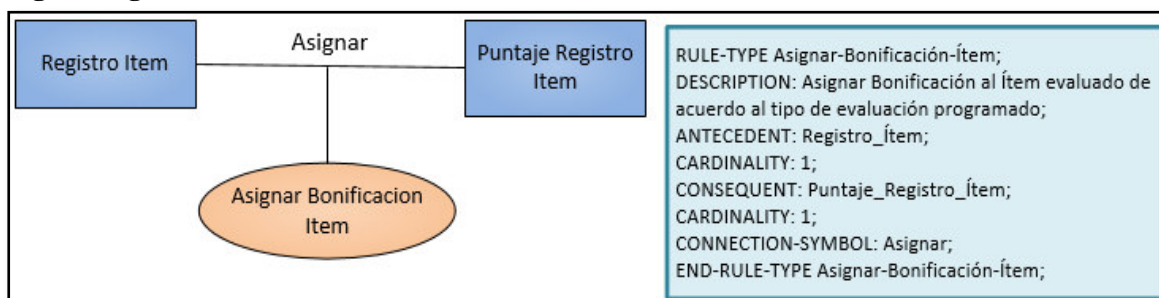 Registro Item
Asignar
Puntaje Registro
Item
Asignar Bonificacion
Item
RULE-TYPE Asignar-Bonificación-Ítem;
DESCRIPTION: Asignar Bonificación al Ítem evaluado de
acuerdo al tipo de evaluación programado;
ANTECEDENT: Registro_Ítem;
CARDINALITY: 1;
CONSEQUENT: Puntaje_Registro_Ítem;
CARDINALITY: 1;
CONNECTION-SYMBOL: Asignar;
END-RULE-TYPE Asignar-Bonificación-Ítem;